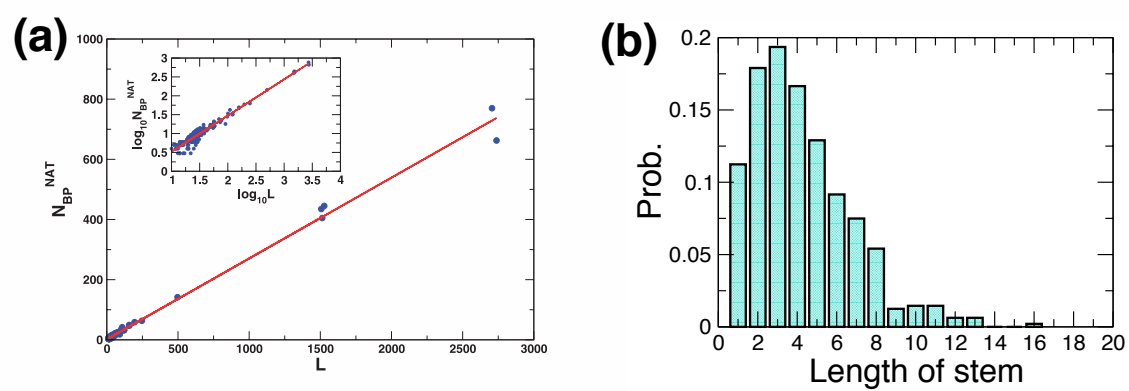 (a)
1000
800
600
400
200
0
0 500 1000 1500 2000 2500 3000
L
N_BP^NAT
3
2.5
2
1.5
1
0.5
0
1 1.5 2 2.5 3 3.5 4
log10L
log10N_BP^NAT
(b)
0.2
0.15
0.1
0.05
0
0 2 4 6 8 10 12 14 16 18 20
Length of stem
Prob.